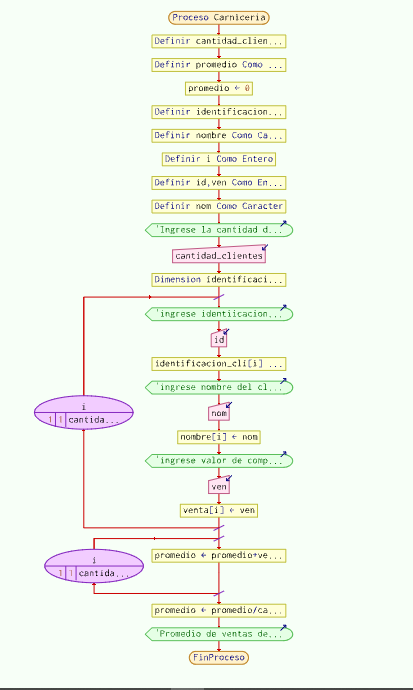 Proceso Carniceria
Definir cantidad_clien...
Definir promedio Como ...
promedio ← 0
Definir identificacion...
Definir nombre Como Ca...
Definir i Como Entero
Definir id,ven Como En...
Definir nom Como Caracter
'Ingrese la cantidad d...
cantidad_clientes
Dimension identificaci...
'ingrese identiicacion...
id
identificacion_cli[i] ...
'ingrese nombre del cl...
i
1 1 cantida...
nom
nombre[i] ← nom
'ingrese valor de comp...
ven
venta[i] ← ven
promedio ← promedio+ve...
i
1 1 cantida...
promedio ← promedio/ca...
'Promedio de ventas de...
FinProceso